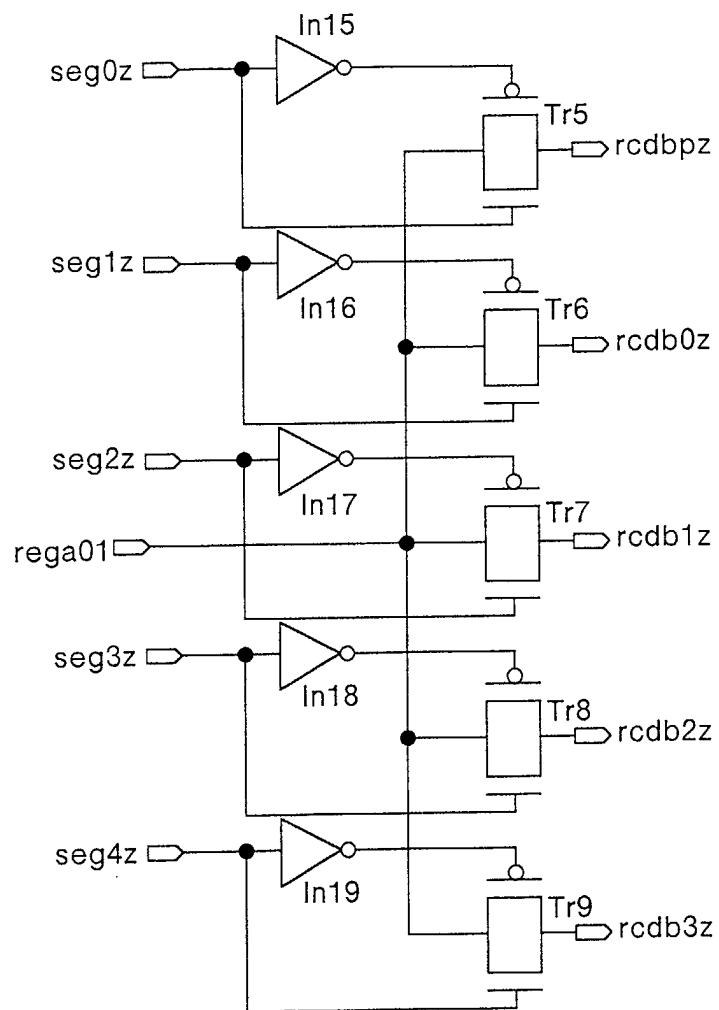 In15
seg0z
Tr5
rcdbpz
seg1z
In16
Tr6
rcdb0z
seg2z
In17
Tr7
rega01
rcdb1z
seg3z
In18
Tr8
rcdb2z
seg4z
In19
Tr9
rcdb3z